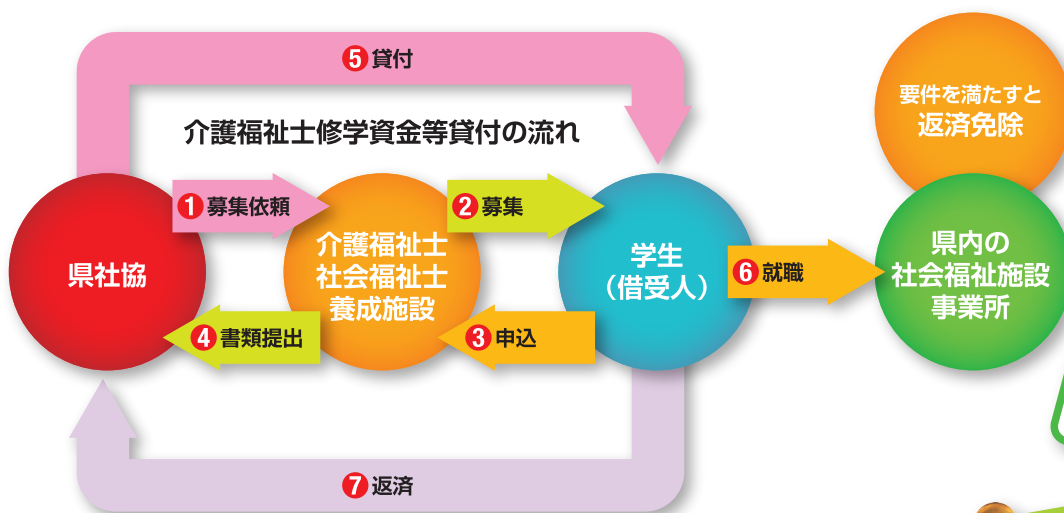 ❺貸付
介護福祉士修学資金等貸付の流れ
要件を満たすと
返済免除
県社協
❶募集依頼
介護福祉士
社会福祉士
養成施設
❷募集
学生
（借受人）
❻就職
県内の
社会福祉施設
事業所
❹書類提出
❸申込
❼返済